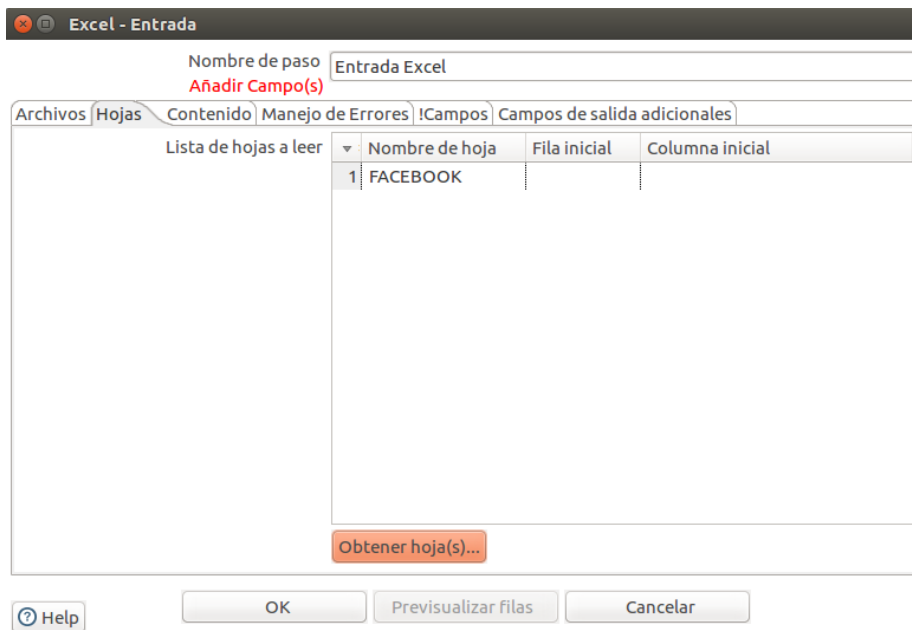 Excel - Entrada
Nombre de paso Entrada Excel
Añadir Campo(s)
Archivos Hojas Contenido Manejo de Errores !Campos Campos de salida adicionales
Lista de hojas a leer Nombre de hoja Fila inicial Columna inicial
1 FACEBOOK
Obtener hoja(s)...
Help OK Previsualizar filas Cancelar